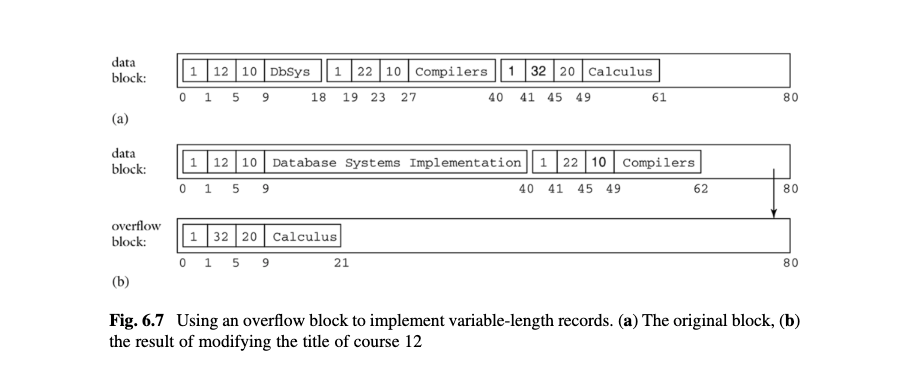 data
block:
1 12 10 DbSys 1 22 10 Compilers 1 32 20 Calculus
0 1 5 9 18 19 23 27 40 41 45 49 61 80
(a)
data
block:
1 12 10 Database Systems Implementation 1 22 10 Compilers
0 1 5 9 40 41 45 49 62 80
overflow
block:
1 32 20 Calculus
0 1 5 9 21 80
(b)
Fig. 6.7 Using an overflow block to implement variable-length records. (a) The original block, (b)
the result of modifying the title of course 12